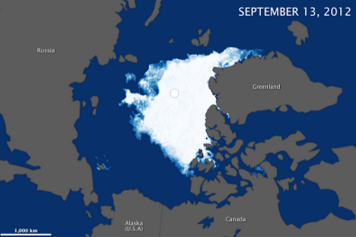 SEPTEMBER 13, 2012
Russia
Greenland
Alaska
(U.S.A)
Canada
1,000 km